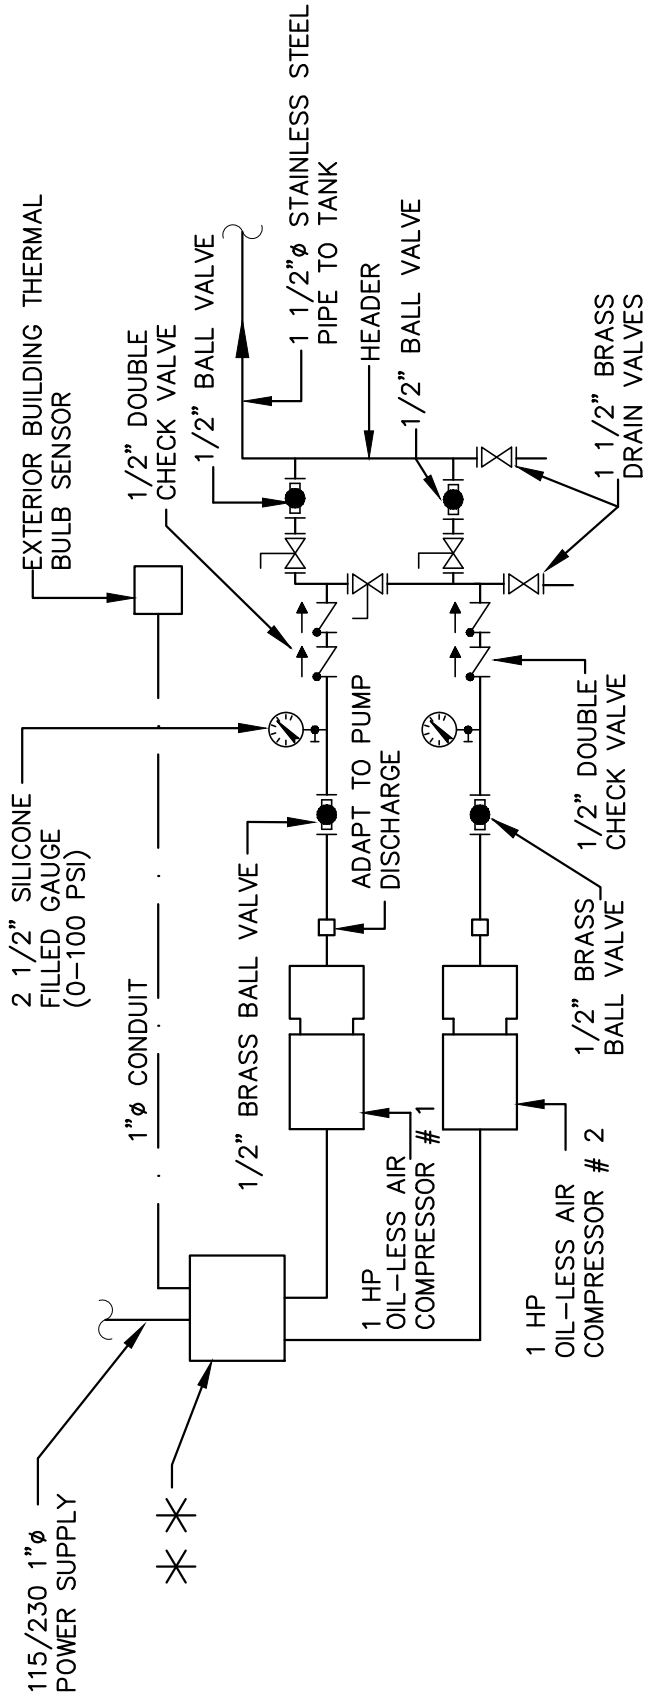 115/230 1"ø
POWER SUPPLY
**
1"ø CONDUIT
2 1/2" SILICONE
FILLED GAUGE
(0-100 PSI)
EXTERIOR BUILDING THERMAL
BULB SENSOR
1/2" DOUBLE
CHECK VALVE
1/2" BALL VALVE
1 1/2"ø STAINLESS STEEL
PIPE TO TANK
HEADER
1/2" BALL VALVE
1/2" BRASS BALL VALVE
ADAPT TO PUMP
DISCHARGE
1 HP
OIL-LESS AIR
COMPRESSOR # 1
1 HP
OIL-LESS AIR
COMPRESSOR # 2
1/2" BRASS
BALL VALVE
1/2" DOUBLE
CHECK VALVE
1 1/2" BRASS
DRAIN VALVES